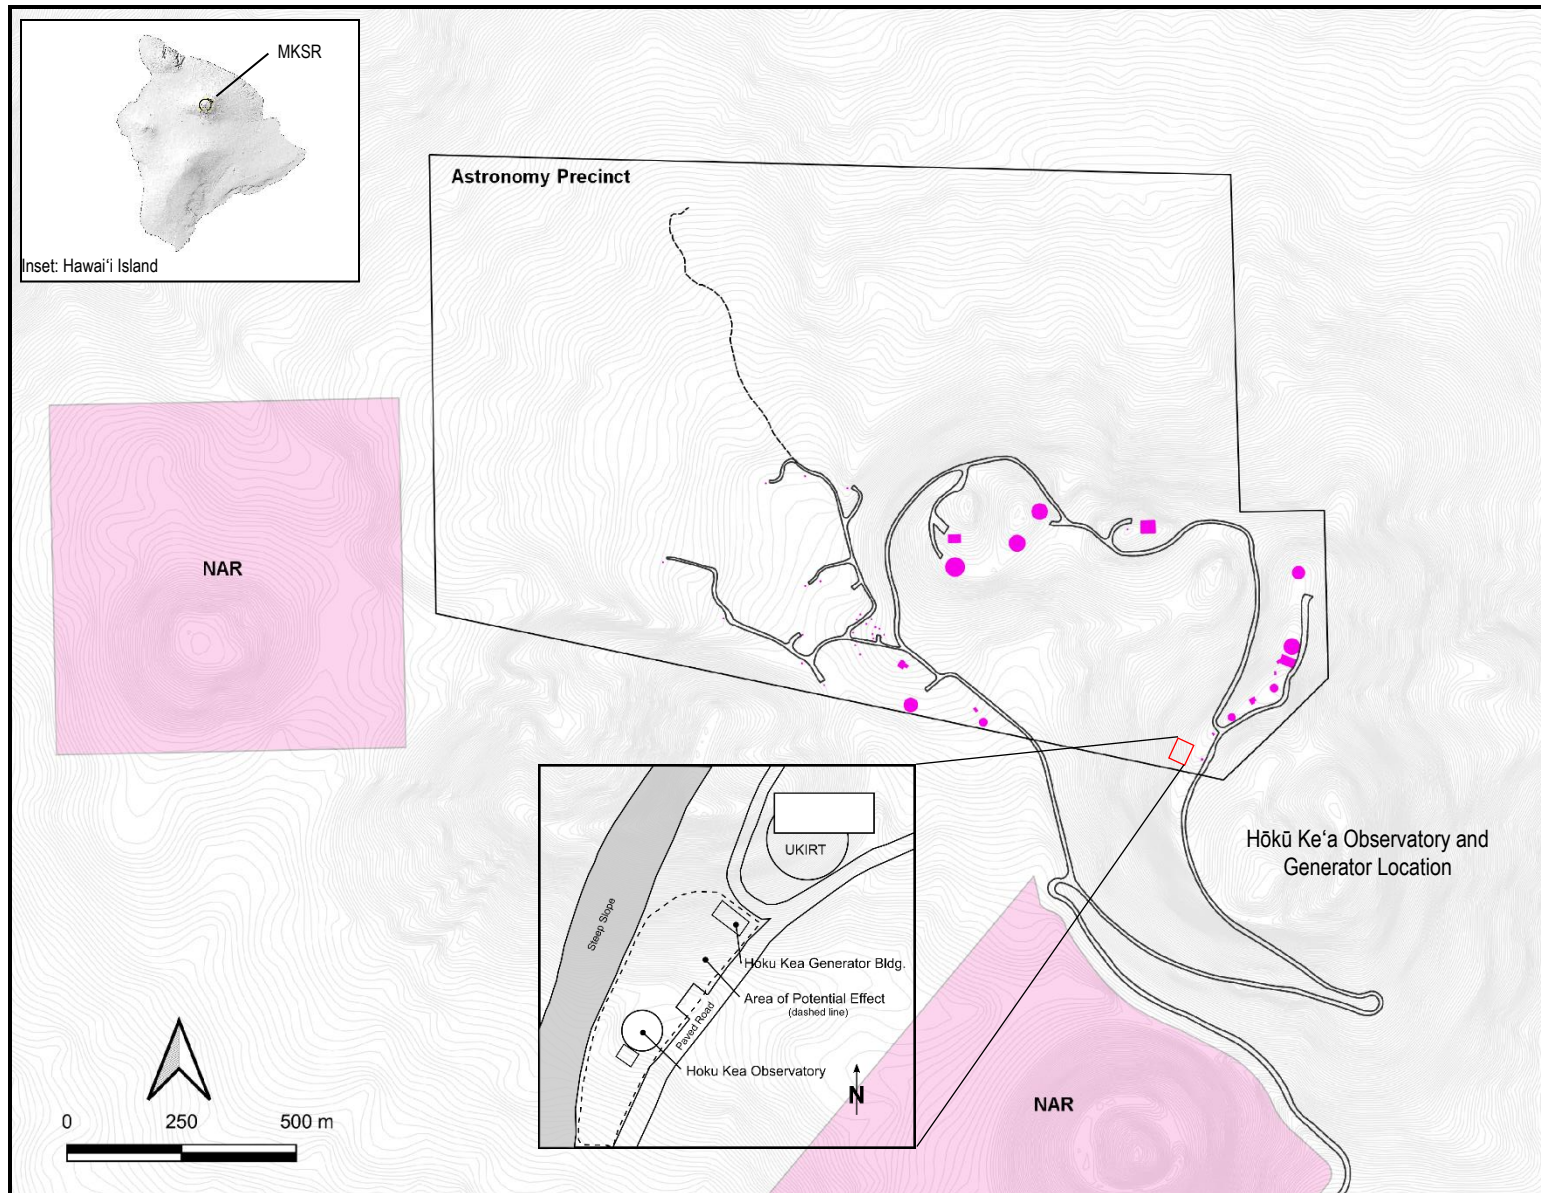 MKSR
Inset: Hawai‘i Island
Astronomy Precinct
NAR
UKIRT
Steep Slope
Hoku Kea Generator Bldg.
Area of Potential Effect
(dashed line)
Paved Road
Hoku Kea Observatory
N
Hōkū Ke‘a Observatory and
Generator Location
NAR
0 250 500 m